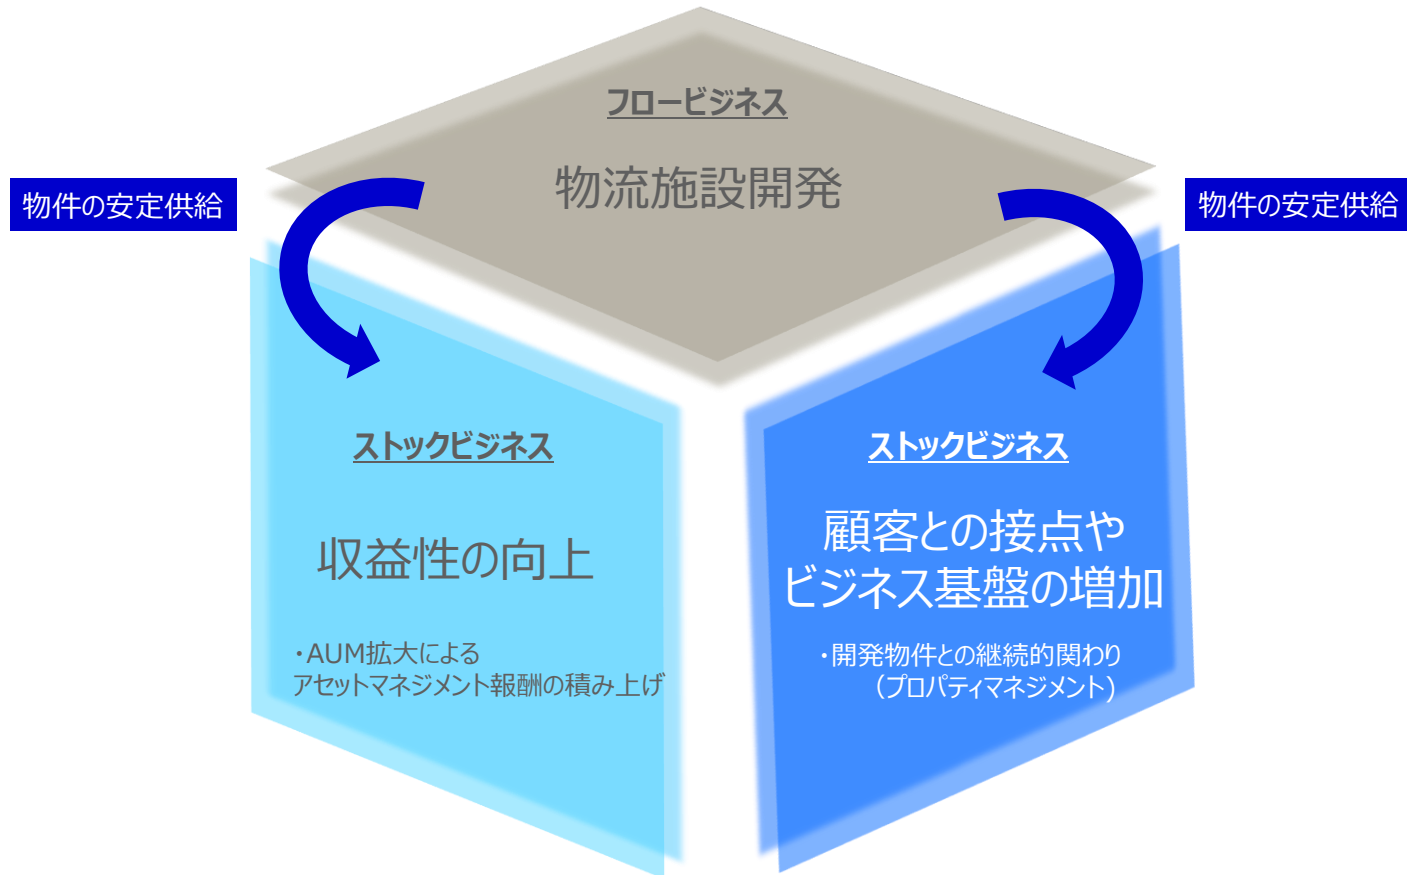 フロービジネス
物流施設開発
物件の安定供給
物件の安定供給
ストックビジネス
収益性の向上
・AUM拡大による
アセットマネジメント報酬の積み上げ
ストックビジネス
顧客との接点や
ビジネス基盤の増加
・開発物件との継続的関わり
（プロパティマネジメント）